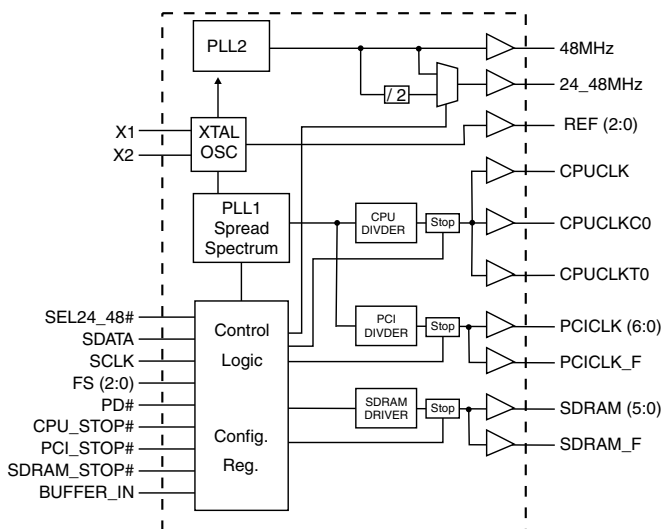 PLL2
48MHz
/ 2
24_48MHz
X1
X2
XTAL
OSC
REF (2:0)
CPUCLK
PLL1
Spread
Spectrum
CPU
DIVDER
Stop
CPUCLKC0
CPUCLKT0
SEL24_48#
SDATA
SCLK
FS (2:0)
PD#
CPU_STOP#
PCI_STOP#
SDRAM_STOP#
BUFFER_IN
Control
Logic
Config.
Reg.
PCI
DIVDER
Stop
PCICLK (6:0)
PCICLK_F
SDRAM
DRIVER
Stop
SDRAM (5:0)
SDRAM_F